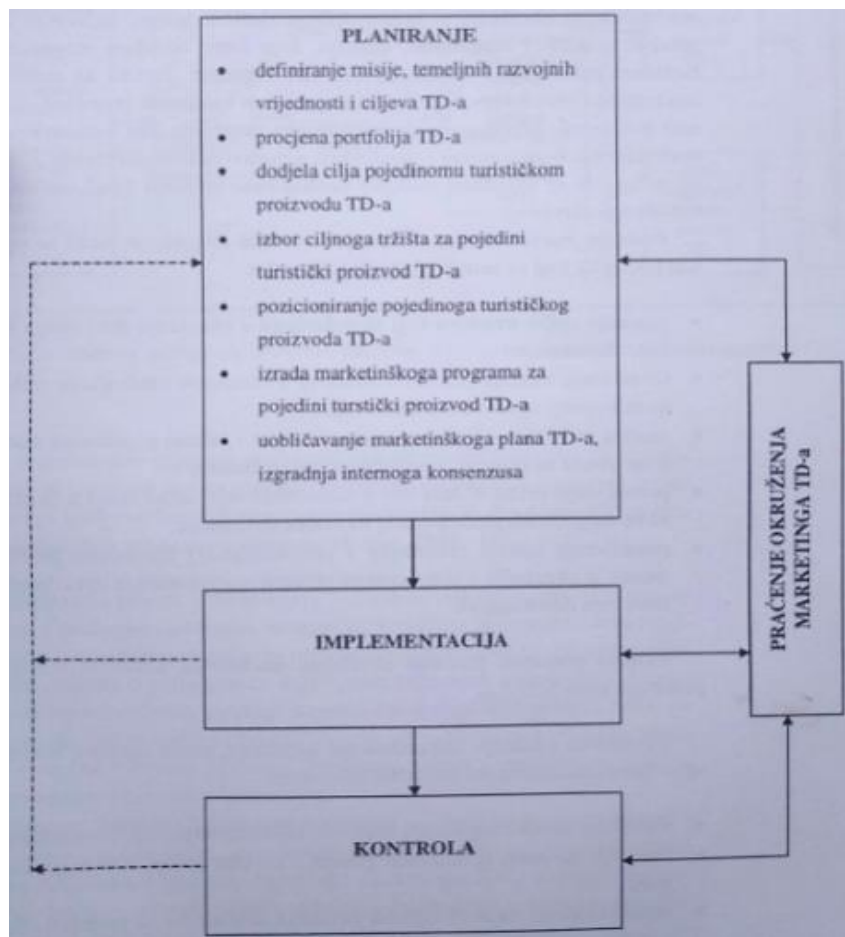 PLANIRANJE
• definiranje misije, temeljnih razvojnih
vrijednosti i ciljeva TD-a
• procjena portfolija TD-a
• dodjela cilja pojedinomu turističkom
proizvodu TD-a
• izbor ciljnoga tržišta za pojedini
turistički proizvod TD-a
• pozicioniranje pojedinoga turističkog
proizvoda TD-a
• izrada marketinškoga programa za
pojedini turstički proizvod TD-a
• uobličavanje marketinškoga plana TD-a,
izgradnja internoga konsenzusa
IMPLEMENTACIJA
KONTROLA
PRAĆENJE OKRUŽENJA
MARKETINGA TD-a